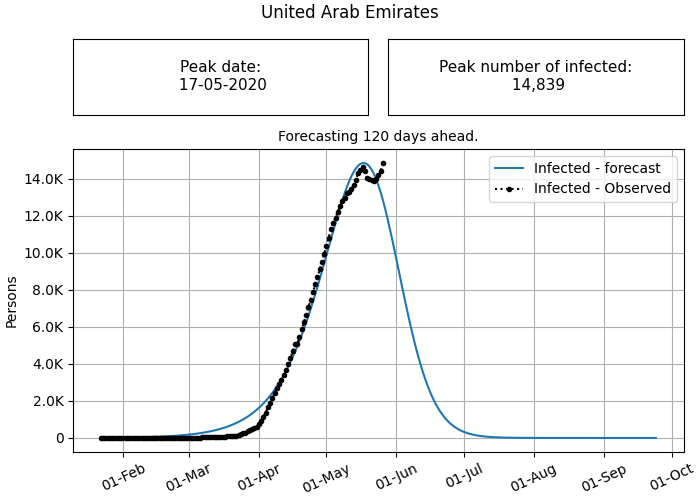 United Arab Emirates
Peak date:
17-05-2020
Peak number of infected:
14,839
Forecasting 120 days ahead.
Infected - forecast
Infected - Observed
Persons
14.0K
12.0K
10.0K
8.0K
6.0K
4.0K
2.0K
0
01-Feb
01-Mar
01-Apr
01-May
01-Jun
01-Jul
01-Aug
01-Sep
01-Oct